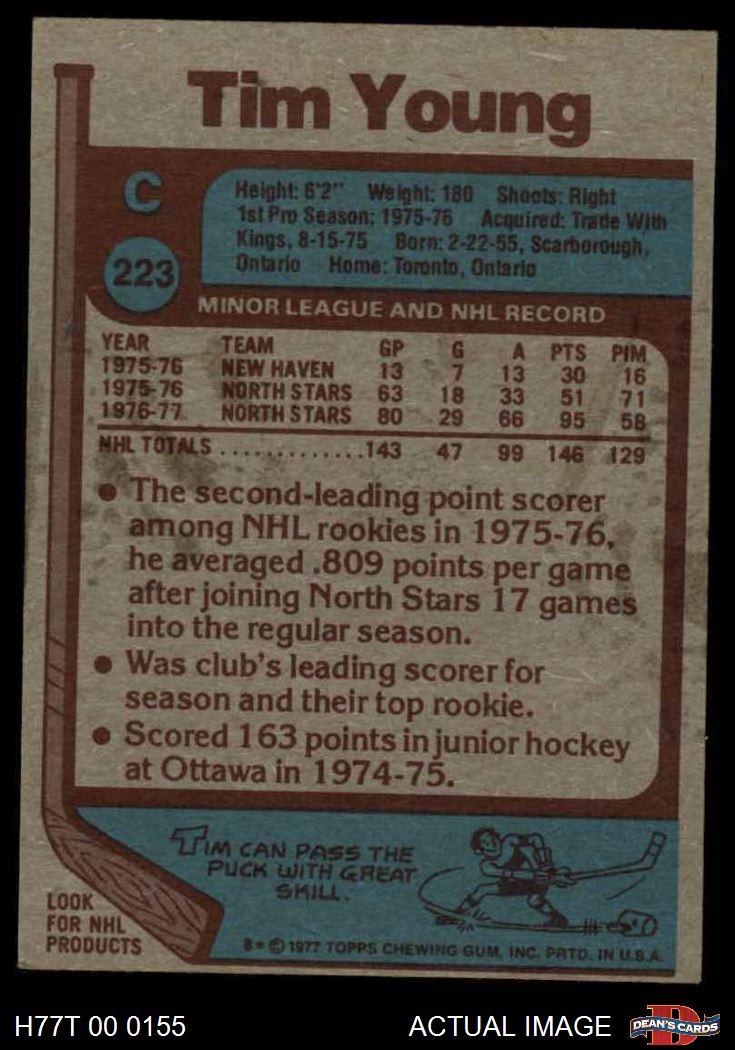 Tim Young
C
Height: 6'2" Weight: 180 Shoots: Right
1st Pro Season: 1975-76 Acquired: Trade With
Kings, 8-15-75 Born: 2-22-55, Scarborough,
Ontario Home: Toronto, Ontario
223
MINOR LEAGUE AND NHL RECORD
YEAR TEAM GP G A PTS PIM
1975-76 NEW HAVEN 13 7 13 30 16
1975-76 NORTH STARS 63 18 33 51 71
1976-77 NORTH STARS 80 29 66 95 58
NHL TOTALS .............143 47 99 146 129
• The second-leading point scorer
among NHL rookies in 1975-76,
he averaged .809 points per game
after joining North Stars 17 games
into the regular season.
• Was club's leading scorer for
season and their top rookie.
• Scored 163 points in junior hockey
at Ottawa in 1974-75.
TIM CAN PASS THE
PUCK WITH GREAT
SKILL.
LOOK
FOR NHL
PRODUCTS
8* © 1977 TOPPS CHEWING GUM, INC. PRTD. IN U.S.A.
H77T 00 0155 ACTUAL IMAGE D DEAN'S CARDS